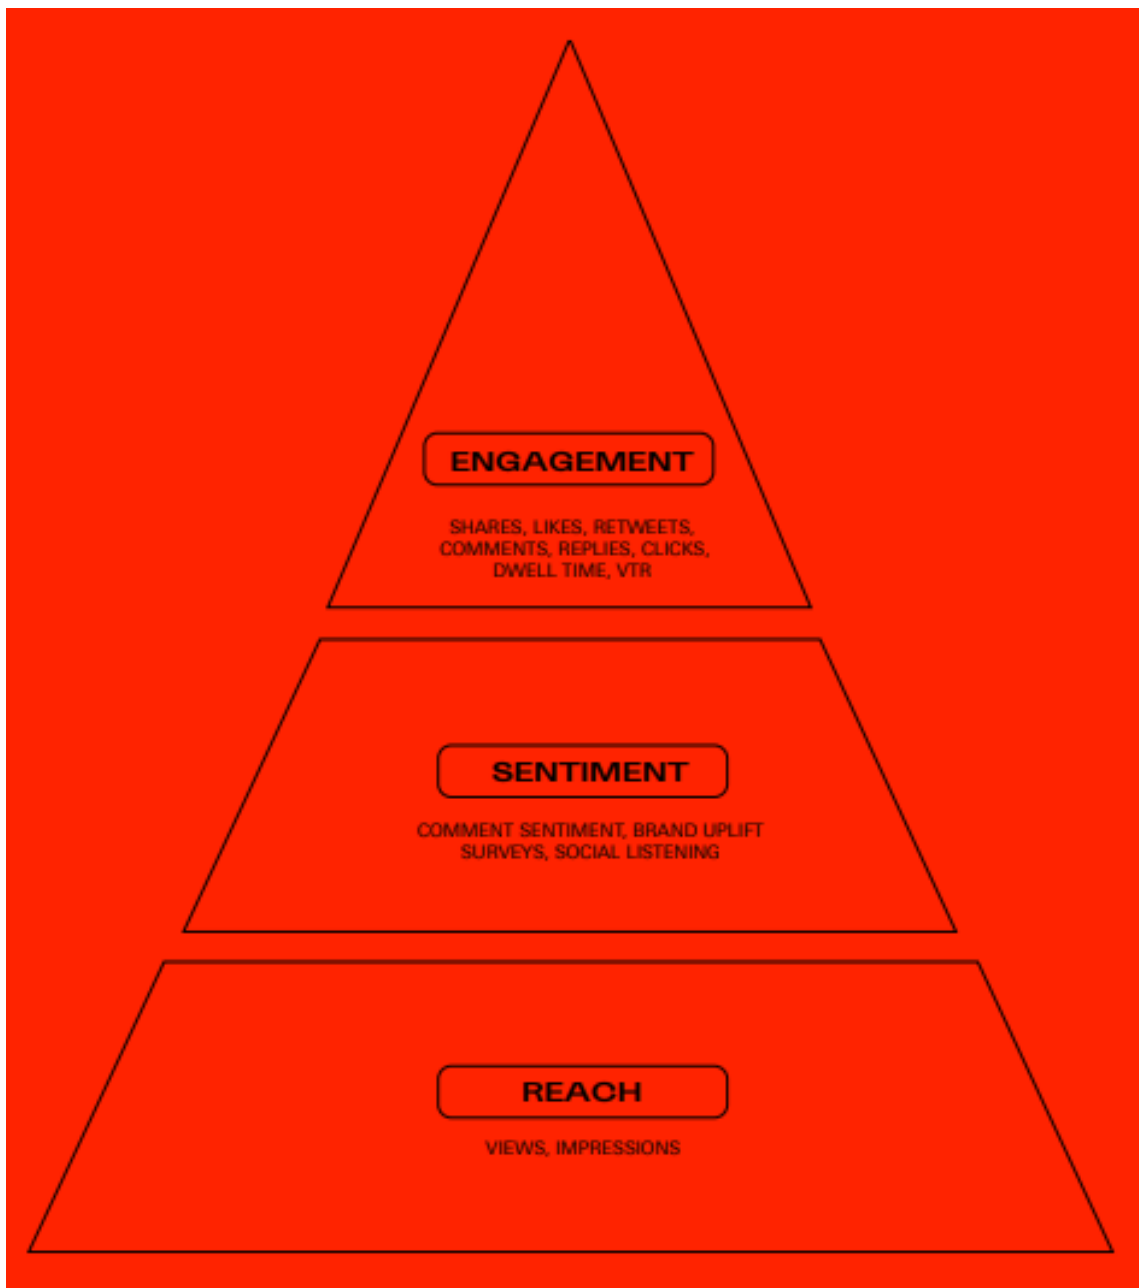 ENGAGEMENT
SHARES, LIKES, RETWEETS,
COMMENTS, REPLIES, CLICKS,
DWELL TIME, VTR
SENTIMENT
COMMENT SENTIMENT, BRAND UPLIFT
SURVEYS, SOCIAL LISTENING
REACH
VIEWS, IMPRESSIONS